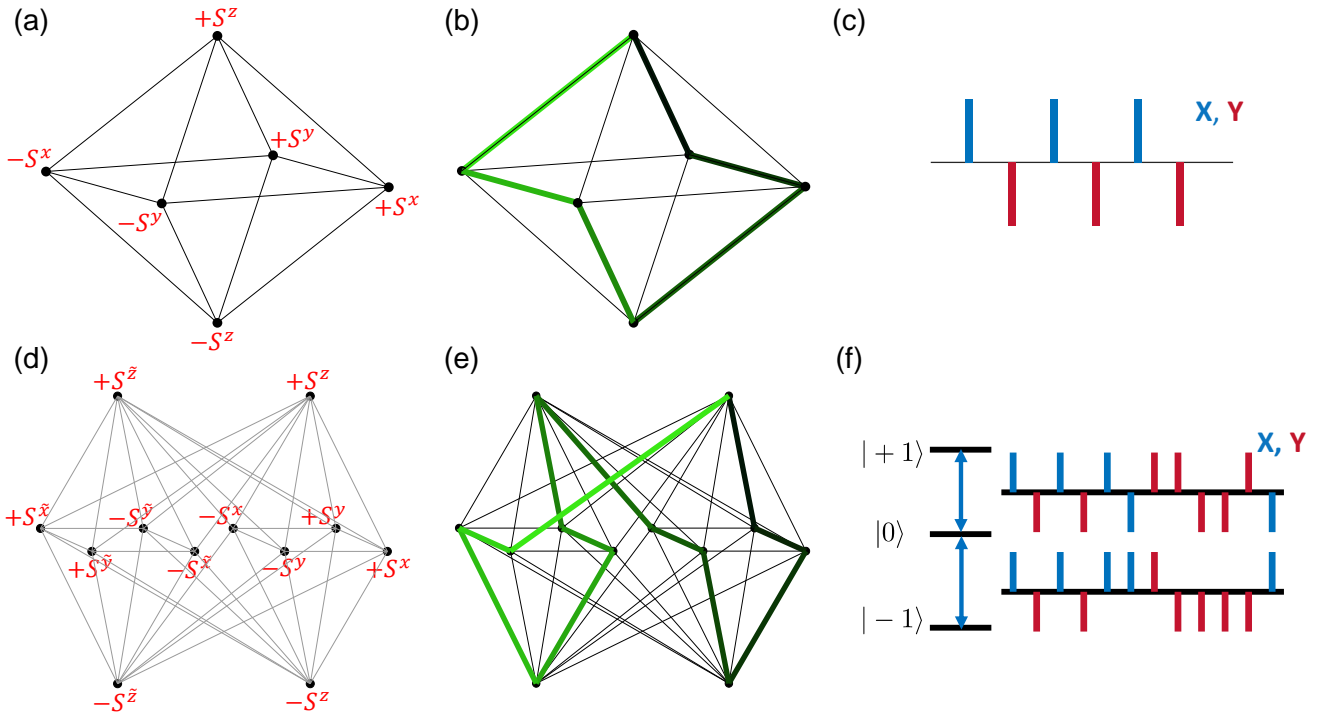 (a)
+S^z
-S^x
+S^y
-S^y
+S^x
-S^z
(b)
(c)
X, Y
(d)
+S^z̃
+S^z
+S^x̃
-S^ỹ
-S^x
+S^y
+S^ỹ
-S^x̃
-S^y
+S^x
-S^z̃
-S^z
(e)
(f)
X, Y
|+1⟩
|0⟩
|−1⟩